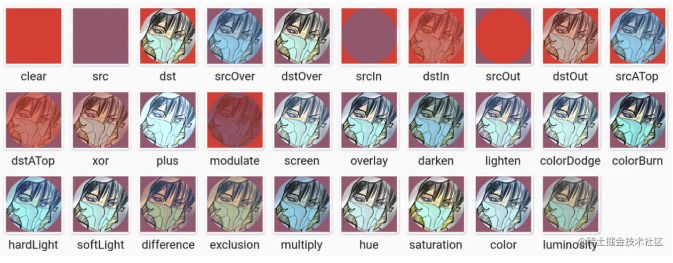 clear src dst srcOver dstOver srcIn dstIn srcOut dstOut srcATop
dstATop xor plus modulate screen overlay darken lighten colorDodge colorBurn
hardLight softLight difference exclusion multiply hue saturation color luminosity
@稀土掘金技术社区